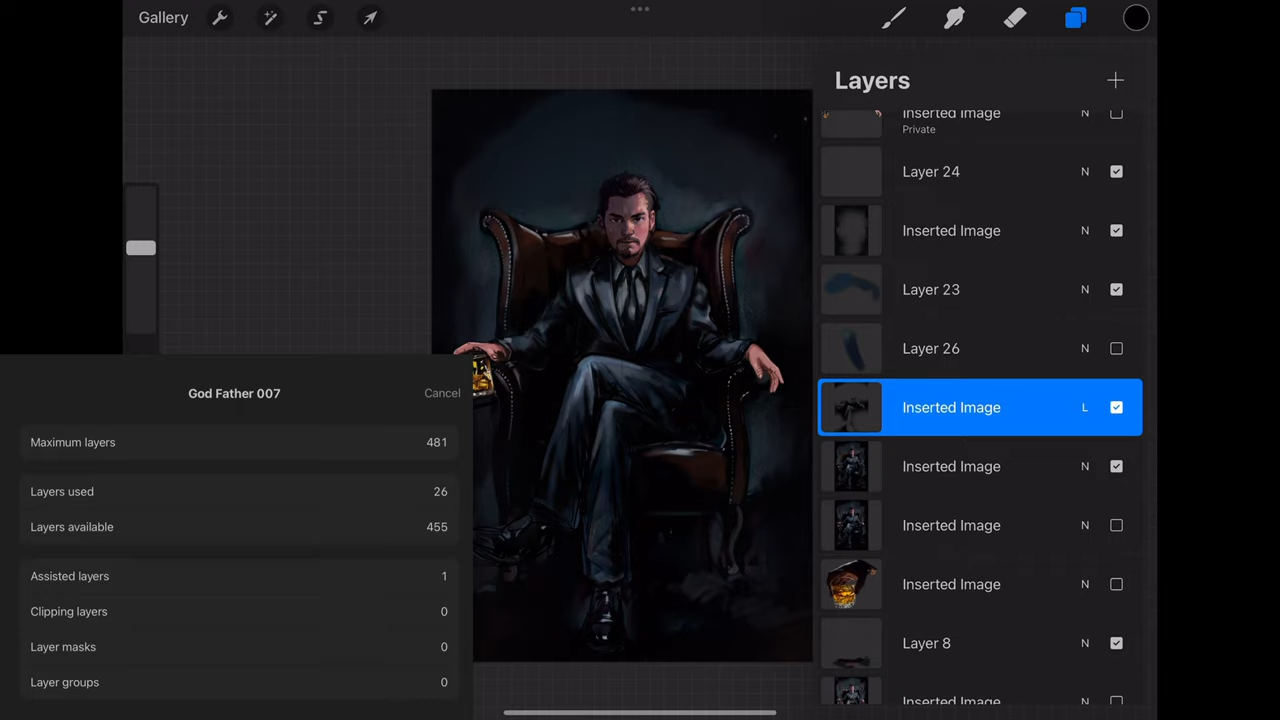 Gallery
Layers
Inserted Image N
Private
Layer 24 N
Inserted Image N
Layer 23 N
Layer 26 N
Inserted Image L
Inserted Image N
Inserted Image N
Inserted Image N
Layer 8 N
Inserted Image N
God Father 007 Cancel
Maximum layers 481
Layers used 26
Layers available 455
Assisted layers 1
Clipping layers 0
Layer masks 0
Layer groups 0